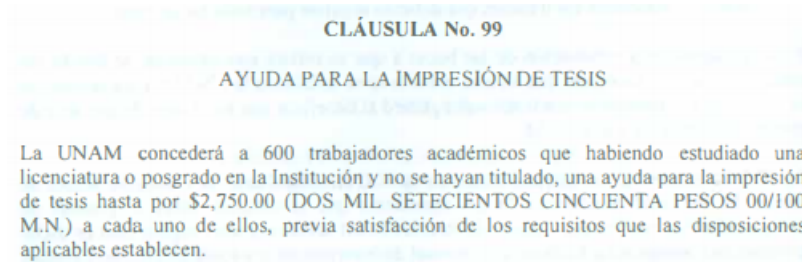 CLÁUSULA No. 99
AYUDA PARA LA IMPRESIÓN DE TESIS
La UNAM concederá a 600 trabajadores académicos que habiendo estudiado una
licenciatura o posgrado en la Institución y no se hayan titulado, una ayuda para la impresión
de tesis hasta por $2,750.00 (DOS MIL SETECIENTOS CINCUENTA PESOS 00/100
M.N.) a cada uno de ellos, previa satisfacción de los requisitos que las disposiciones
aplicables establecen.